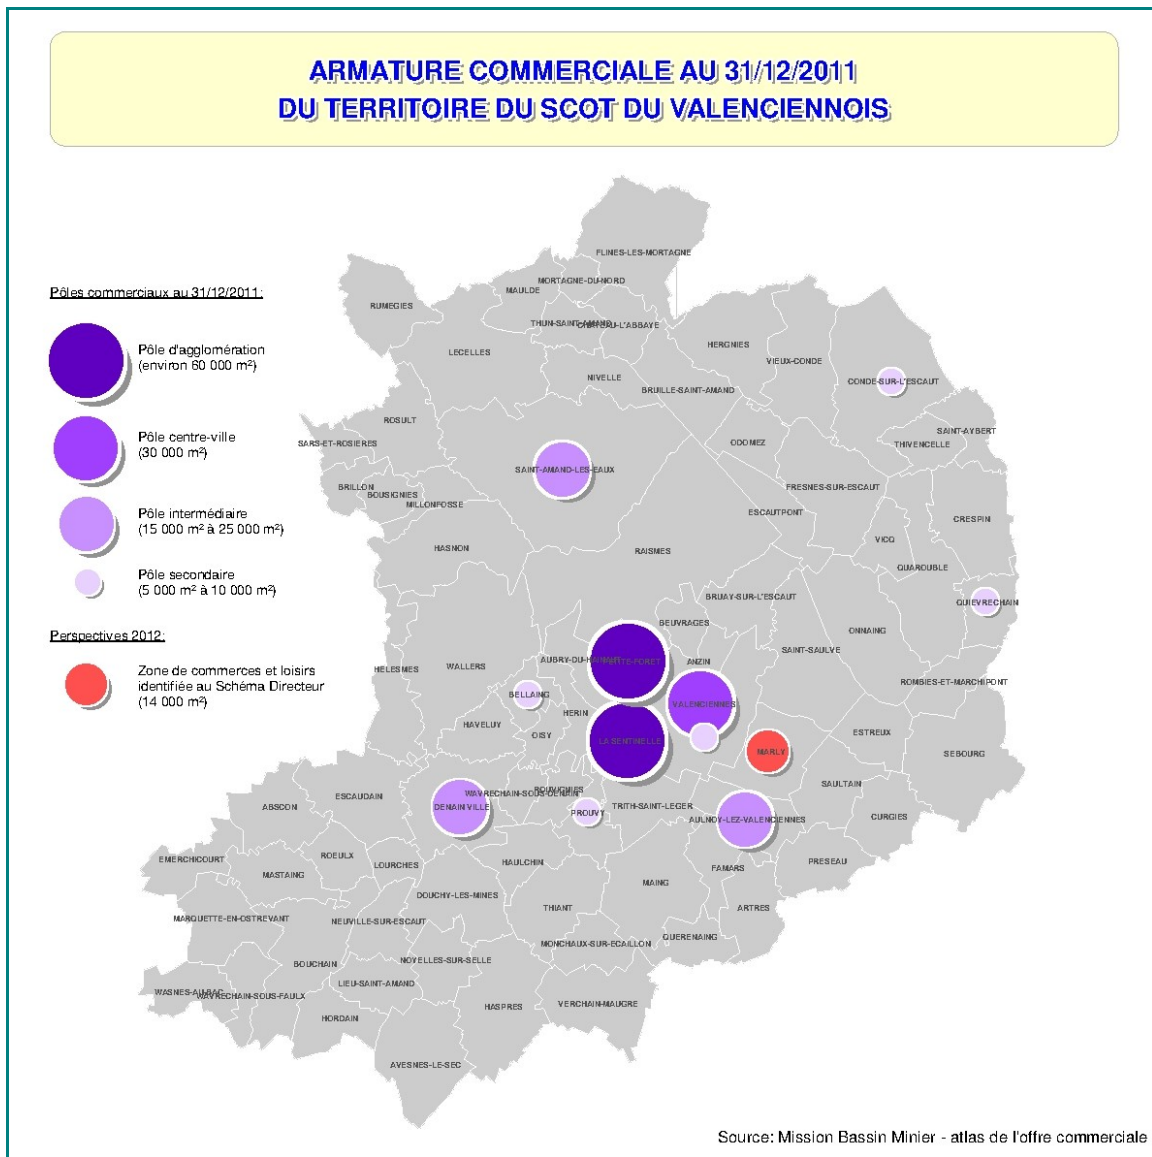 ARMATURE COMMERCIALE AU 31/12/2011
DU TERRITOIRE DU SCOT DU VALENCIENNOIS
Pôles commerciaux au 31/12/2011:
Pôle d'agglomération
(environ 60 000 m²)
Pôle centre-ville
(30 000 m²)
Pôle intermédiaire
(15 000 m² à 25 000 m²)
Pôle secondaire
(5 000 m² à 10 000 m²)
Perspectives 2012:
Zone de commerces et loisirs
identifiée au Schéma Directeur
(14 000 m²)
FLINES-LES-MORTAGNE
MORTAGNE-DU-NORD
MAULDE
RUMEGIES
THUN-SAINT-AMAND
CHATEAU-L'ABBAYE
LECELLES
HERGNIES
VIEUX-CONDE
NIVELLE
CONDE-SUR-L'ESCAUT
BRUILLE-SAINT-AMAND
ROSULT
SARS-ET-ROSIERES
ODOMEZ
SAINT-AYBERT
THIVENCELLE
SAINT-AMAND-LES-EAUX
BRILLON
BOUSIGNIES
MILLONFOSSE
FRESNES-SUR-ESCAUT
ESCAUTPONT
CRESPIN
HASNON
RAISMES
VICQ
QUAROUBLE
BRUAY-SUR-L'ESCAUT
QUIEVRECHAIN
BEUVRAGES
ONNAING
SAINT-SAULVE
HELESMES
WALLERS
AUBRY-DU-HAINAUT
PETITE-FORET
ANZIN
ROMBIES-ET-MARCHIPONT
BELLAING
VALENCIENNES
HERIN
HAVELUY
OISY
LA SENTINELLE
ESTREUX
MARLY
SEBOURG
SAULTAIN
ROUVIGNIES
WAVRECHAIN-SOUS-DENAIN
ESCAUDAIN
ABSCON
DENAIN VILLE
PROUVY
TRITH-SAINT-LEGER
AULNOY-LEZ-VALENCIENNES
CURGIES
EMERCHICOURT
ROEULX
LOURCHES
HAULCHIN
PRESEAU
MASTAING
FAMARS
MAING
DOUCHY-LES-MINES
THIANT
ARTRES
MARQUETTE-EN-OSTREVANT
NEUVILLE-SUR-ESCAUT
QUERENAING
MONCHAUX-SUR-ECAILLON
BOUCHAIN
NOYELLES-SUR-SELLE
LIEU-SAINT-AMAND
WASNES-AU-BAC
WAVRECHAIN-SOUS-FAULX
HASPRES
VERCHAIN-MAUGRE
HORDAIN
AVESNES-LE-SEC
Source: Mission Bassin Minier - atlas de l'offre commerciale